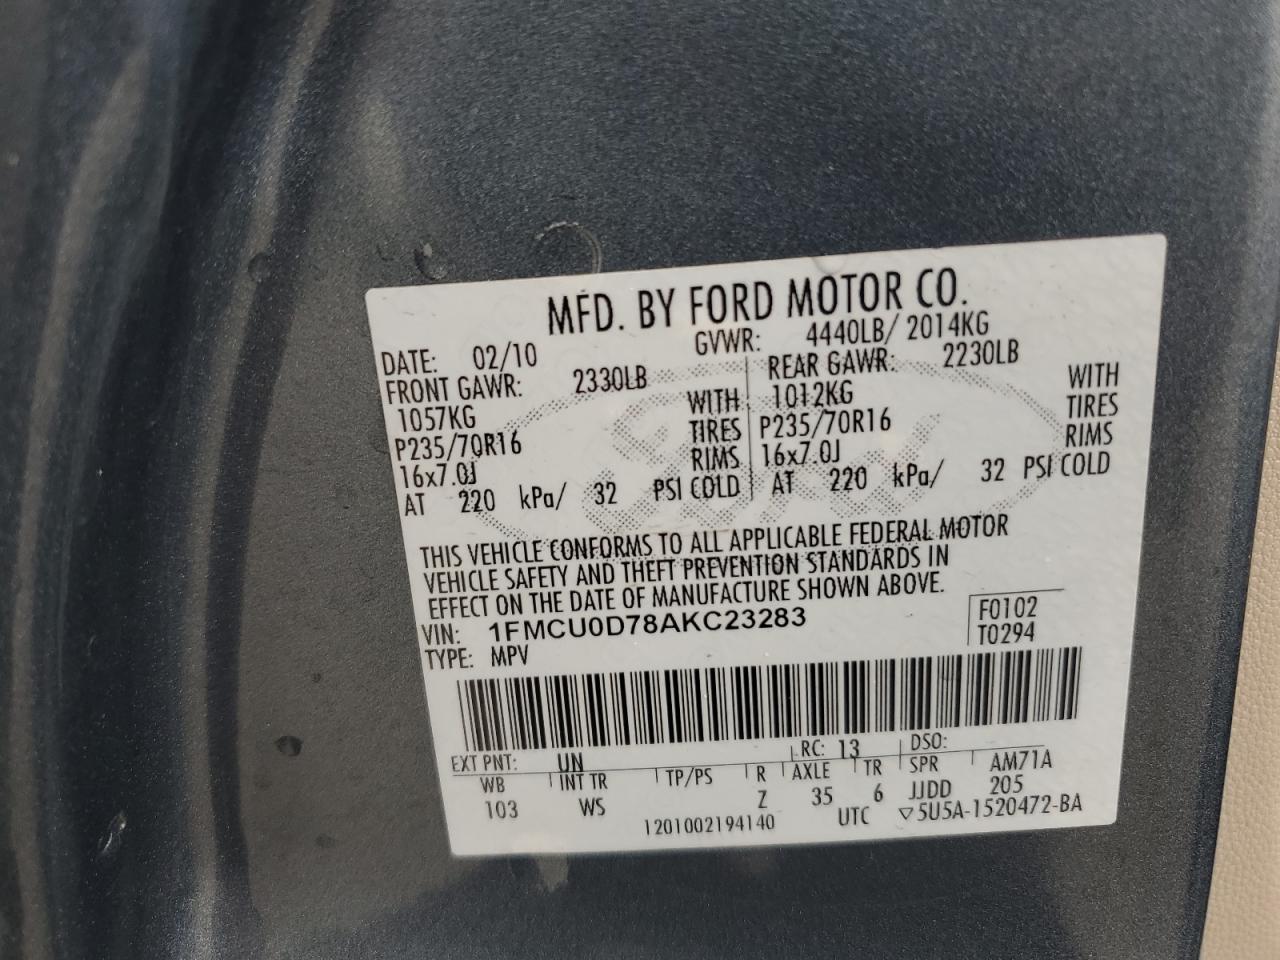 MFD. BY FORD MOTOR CO.
DATE: 02/10 GVWR: 4440LB/ 2014KG
FRONT GAWR: 2330LB REAR GAWR: 2230LB
1057KG WITH 1012KG WITH
P235/70R16 TIRES P235/70R16 TIRES
16x7.0J RIMS 16x7.0J RIMS
AT 220 kPa/ 32 PSI COLD AT 220 kPa/ 32 PSI COLD
THIS VEHICLE CONFORMS TO ALL APPLICABLE FEDERAL MOTOR
VEHICLE SAFETY AND THEFT PREVENTION STANDARDS IN
EFFECT ON THE DATE OF MANUFACTURE SHOWN ABOVE.
VIN: 1FMCU0D78AKC23283 F0102
TYPE: MPV T0294
EXT PNT: UN RC: 13 DSO:
WB INT TR TP/PS R AXLE TR SPR AM71A
103 WS Z 35 6 JJDD 205
1201002194140 UTC ▽5U5A-1520472-BA